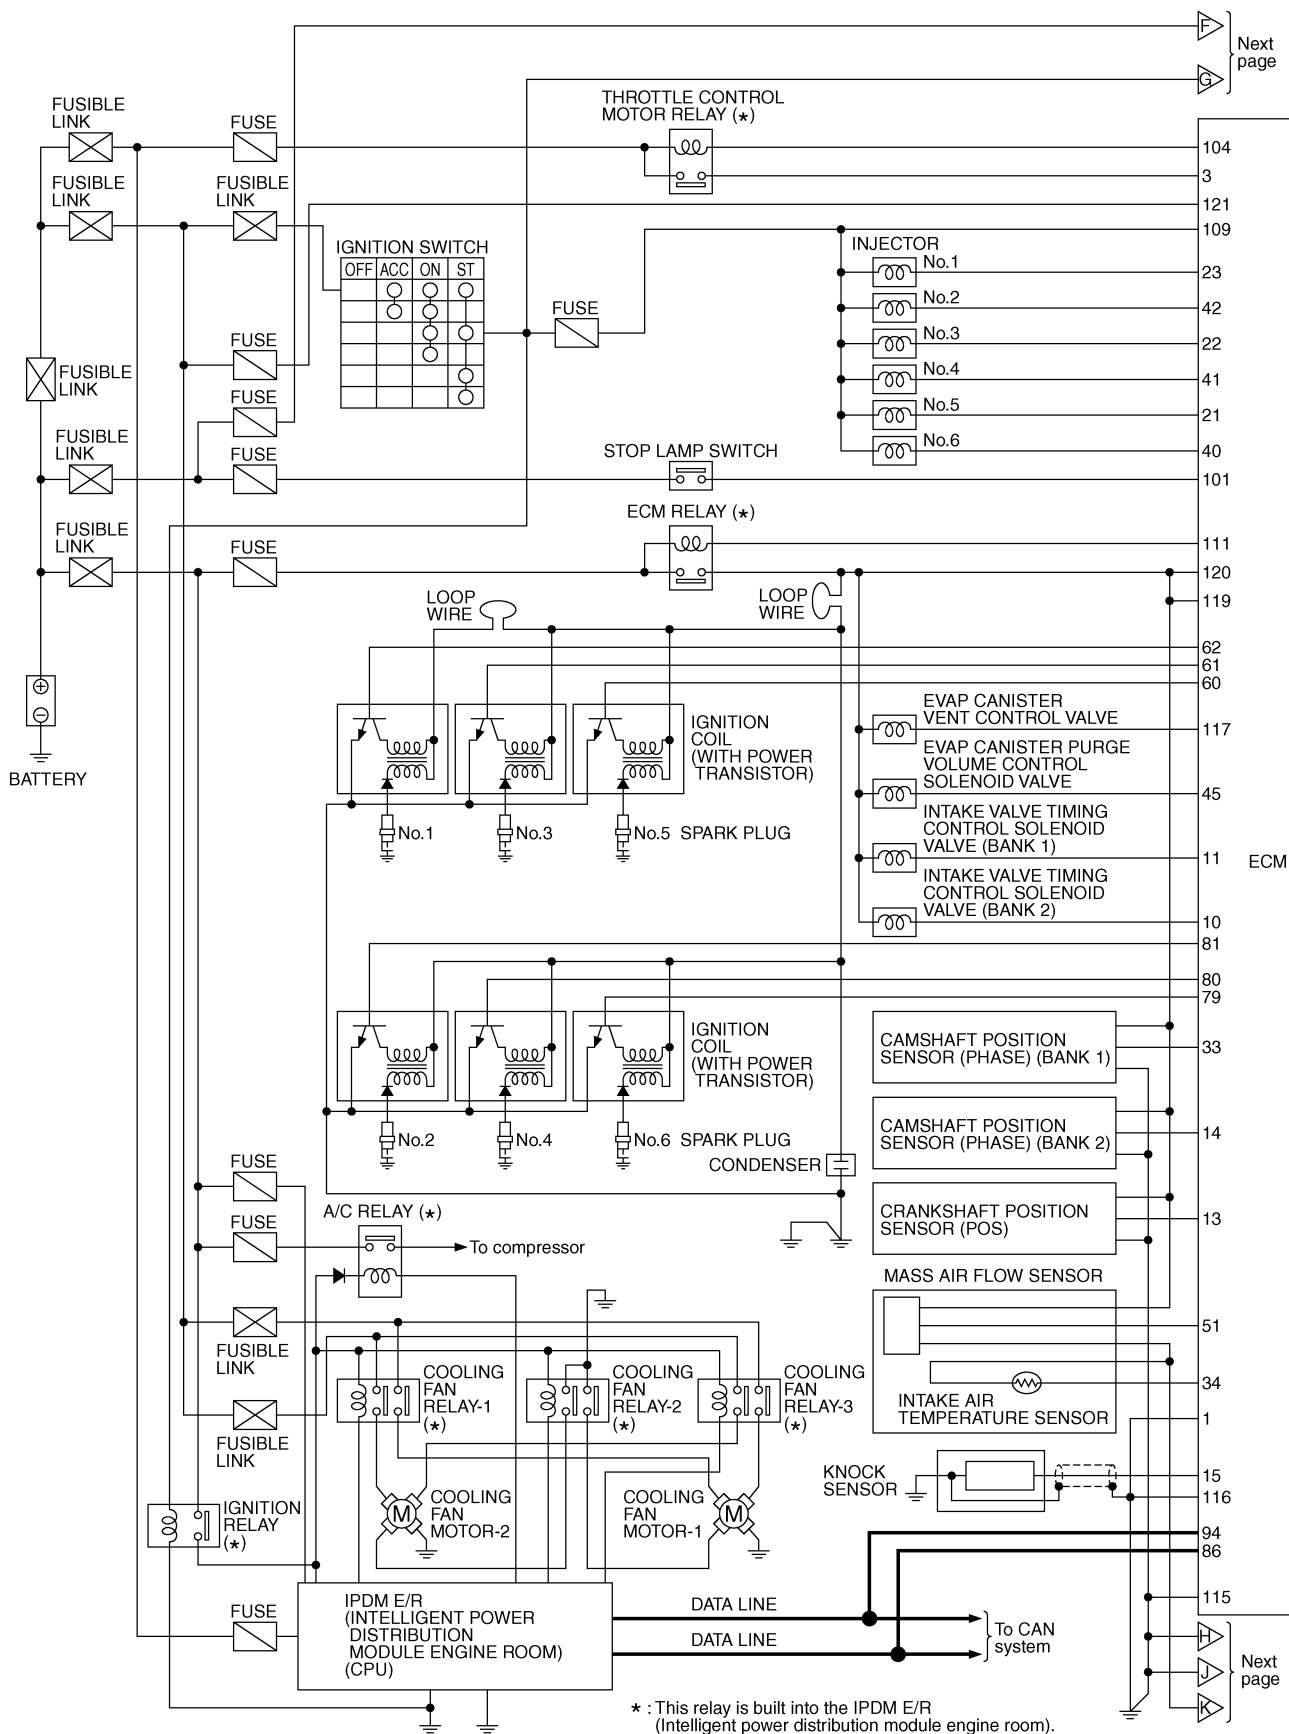 F
Next
page
G
THROTTLE CONTROL
MOTOR RELAY (*)
FUSIBLE
LINK
FUSE
104
3
FUSIBLE
LINK
FUSIBLE
LINK
121
109
IGNITION SWITCH
OFF ACC ON ST
INJECTOR
No.1
23
No.2
42
FUSE
No.3
22
FUSE
No.4
41
FUSIBLE
LINK
FUSE
No.5
21
FUSIBLE
LINK
FUSE
STOP LAMP SWITCH
No.6
40
101
ECM RELAY (*)
FUSIBLE
LINK
FUSE
111
120
LOOP
WIRE
LOOP
WIRE
119
62
61
60
+
−
BATTERY
IGNITION
COIL
(WITH POWER
TRANSISTOR)
EVAP CANISTER
VENT CONTROL VALVE
117
EVAP CANISTER PURGE
VOLUME CONTROL
SOLENOID VALVE
45
No.1
No.3
No.5 SPARK PLUG
INTAKE VALVE TIMING
CONTROL SOLENOID
VALVE (BANK 1)
11
ECM
INTAKE VALVE TIMING
CONTROL SOLENOID
VALVE (BANK 2)
10
81
80
79
IGNITION
COIL
(WITH POWER
TRANSISTOR)
CAMSHAFT POSITION
SENSOR (PHASE) (BANK 1)
33
No.2
No.4
No.6 SPARK PLUG
CAMSHAFT POSITION
SENSOR (PHASE) (BANK 2)
14
CONDENSER
FUSE
A/C RELAY (*)
CRANKSHAFT POSITION
SENSOR (POS)
13
FUSE
To compressor
MASS AIR FLOW SENSOR
51
FUSIBLE
LINK
COOLING
FAN
RELAY-1
(*)
COOLING
FAN
RELAY-2
(*)
COOLING
FAN
RELAY-3
(*)
34
INTAKE AIR
TEMPERATURE SENSOR
1
FUSIBLE
LINK
KNOCK
SENSOR
15
116
IGNITION
RELAY
(*)
M
COOLING
FAN
MOTOR-2
COOLING
FAN
MOTOR-1
M
94
86
115
FUSE
IPDM E/R
(INTELLIGENT POWER
DISTRIBUTION
MODULE ENGINE ROOM)
(CPU)
DATA LINE
DATA LINE
To CAN
system
H
J
K
Next
page
* : This relay is built into the IPDM E/R
(Intelligent power distribution module engine room).